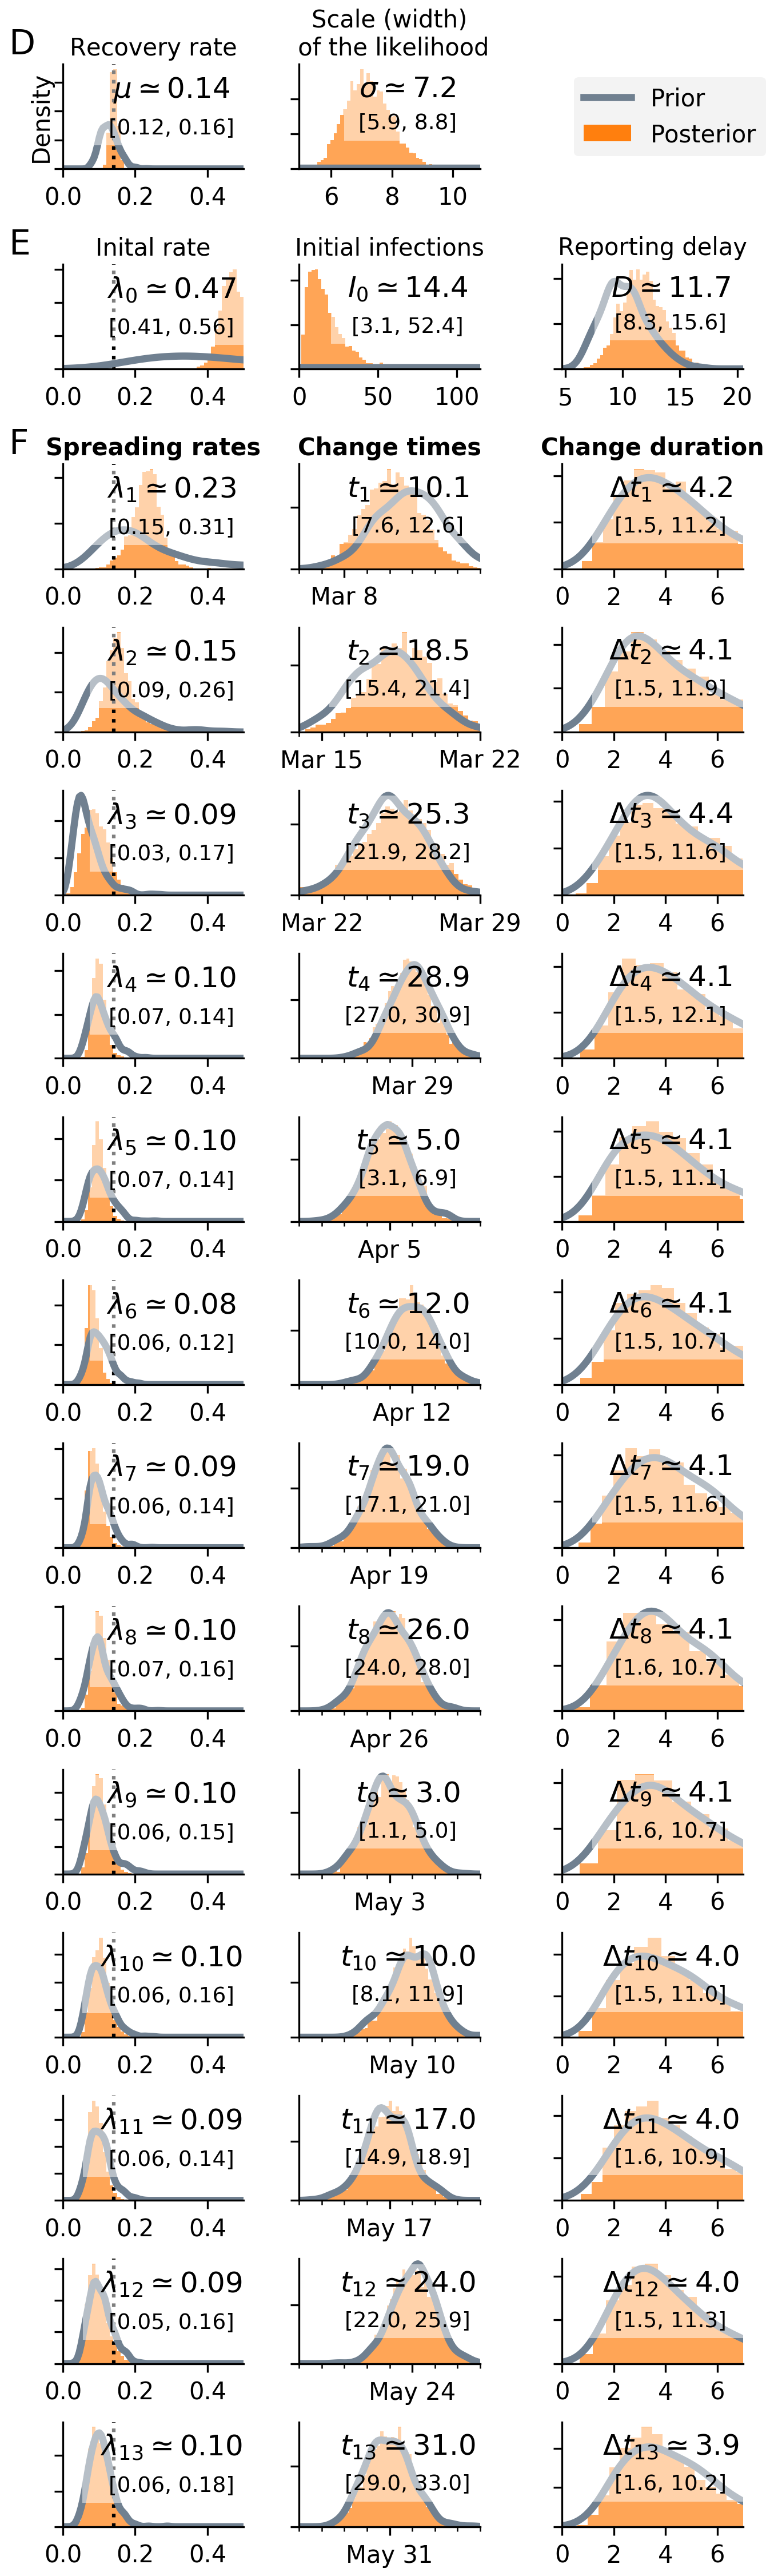 D
Recovery rate
Scale (width)
of the likelihood
Density
μ ≃ 0.14
[0.12, 0.16]
0.0 0.2 0.4
σ ≃ 7.2
[5.9, 8.8]
6 8 10
Prior
Posterior
E
Inital rate
λ0 ≃ 0.47
[0.41, 0.56]
0.0 0.2 0.4
Initial infections
I0 ≃ 14.4
[3.1, 52.4]
0 50 100
Reporting delay
D ≃ 11.7
[8.3, 15.6]
5 10 15 20
F
Spreading rates
Change times
Change duration
λ1 ≃ 0.23
[0.15, 0.31]
0.0 0.2 0.4
t1 ≃ 10.1
[7.6, 12.6]
Mar 8
Δt1 ≃ 4.2
[1.5, 11.2]
0 2 4 6
λ2 ≃ 0.15
[0.09, 0.26]
0.0 0.2 0.4
t2 ≃ 18.5
[15.4, 21.4]
Mar 15 Mar 22
Δt2 ≃ 4.1
[1.5, 11.9]
0 2 4 6
λ3 ≃ 0.09
[0.03, 0.17]
0.0 0.2 0.4
t3 ≃ 25.3
[21.9, 28.2]
Mar 22 Mar 29
Δt3 ≃ 4.4
[1.5, 11.6]
0 2 4 6
λ4 ≃ 0.10
[0.07, 0.14]
0.0 0.2 0.4
t4 ≃ 28.9
[27.0, 30.9]
Mar 29
Δt4 ≃ 4.1
[1.5, 12.1]
0 2 4 6
λ5 ≃ 0.10
[0.07, 0.14]
0.0 0.2 0.4
t5 ≃ 5.0
[3.1, 6.9]
Apr 5
Δt5 ≃ 4.1
[1.5, 11.1]
0 2 4 6
λ6 ≃ 0.08
[0.06, 0.12]
0.0 0.2 0.4
t6 ≃ 12.0
[10.0, 14.0]
Apr 12
Δt6 ≃ 4.1
[1.5, 10.7]
0 2 4 6
λ7 ≃ 0.09
[0.06, 0.14]
0.0 0.2 0.4
t7 ≃ 19.0
[17.1, 21.0]
Apr 19
Δt7 ≃ 4.1
[1.5, 11.6]
0 2 4 6
λ8 ≃ 0.10
[0.07, 0.16]
0.0 0.2 0.4
t8 ≃ 26.0
[24.0, 28.0]
Apr 26
Δt8 ≃ 4.1
[1.6, 10.7]
0 2 4 6
λ9 ≃ 0.10
[0.06, 0.15]
0.0 0.2 0.4
t9 ≃ 3.0
[1.1, 5.0]
May 3
Δt9 ≃ 4.1
[1.6, 10.7]
0 2 4 6
λ10 ≃ 0.10
[0.06, 0.16]
0.0 0.2 0.4
t10 ≃ 10.0
[8.1, 11.9]
May 10
Δt10 ≃ 4.0
[1.5, 11.0]
0 2 4 6
λ11 ≃ 0.09
[0.06, 0.14]
0.0 0.2 0.4
t11 ≃ 17.0
[14.9, 18.9]
May 17
Δt11 ≃ 4.0
[1.6, 10.9]
0 2 4 6
λ12 ≃ 0.09
[0.05, 0.16]
0.0 0.2 0.4
t12 ≃ 24.0
[22.0, 25.9]
May 24
Δt12 ≃ 4.0
[1.5, 11.3]
0 2 4 6
λ13 ≃ 0.10
[0.06, 0.18]
0.0 0.2 0.4
t13 ≃ 31.0
[29.0, 33.0]
May 31
Δt13 ≃ 3.9
[1.6, 10.2]
0 2 4 6